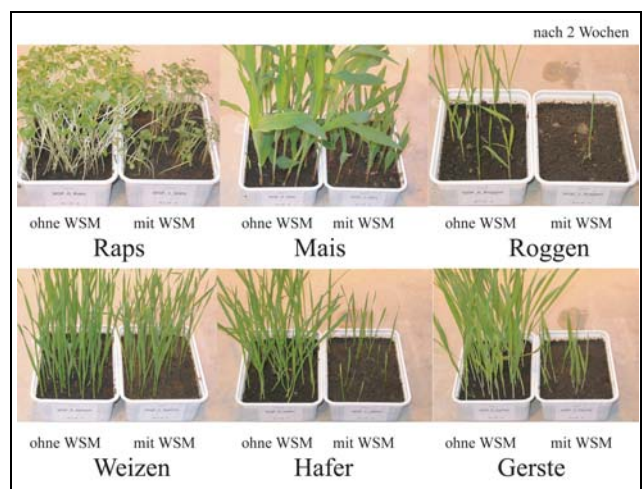 nach 2 Wochen
ohne WSM mit WSM ohne WSM mit WSM ohne WSM mit WSM
Raps Mais Roggen
ohne WSM mit WSM ohne WSM mit WSM ohne WSM mit WSM
Weizen Hafer Gerste